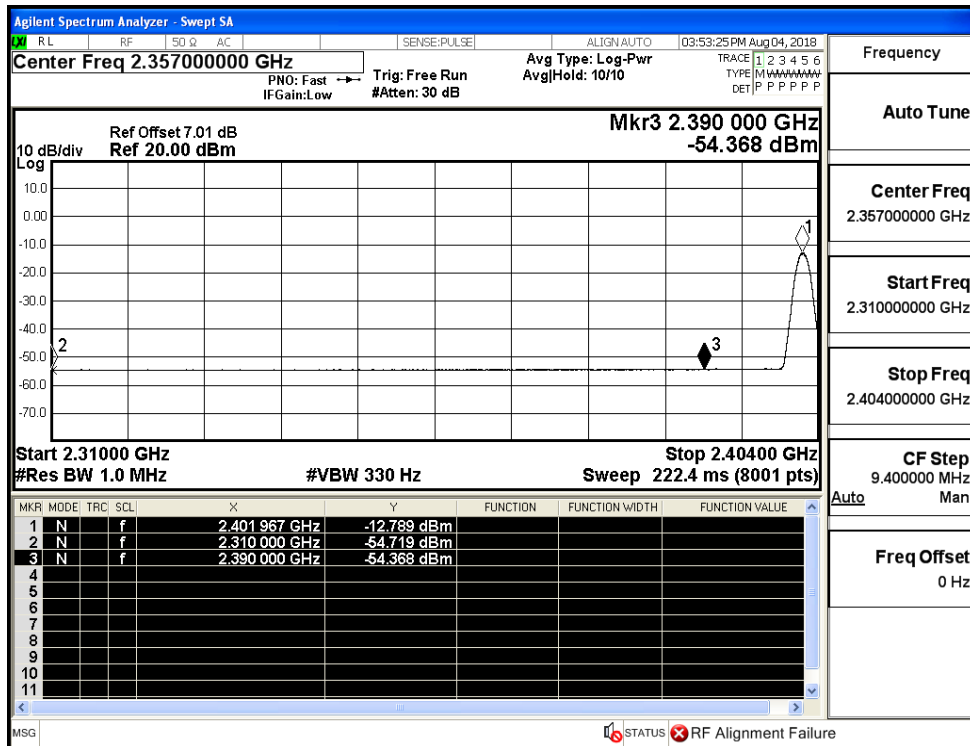 Agilent Spectrum Analyzer - Swept SA
LXI RL RF 50 Ω AC SENSE:PULSE ALIGN AUTO 03:53:25 PM Aug 04, 2018
Center Freq 2.357000000 GHz
PNO: Fast
IFGain:Low
Trig: Free Run
#Atten: 30 dB
Avg Type: Log-Pwr
Avg|Hold: 10/10
TRACE 1 2 3 4 5 6
TYPE M W W W W W
DET P P P P P P
Mkr3 2.390 000 GHz
-54.368 dBm
Ref Offset 7.01 dB
10 dB/div Ref 20.00 dBm
Log
10.0
0.00
-10.0
-20.0
-30.0
-40.0
-50.0
-60.0
-70.0
1
2
3
Start 2.31000 GHz Stop 2.40400 GHz
#Res BW 1.0 MHz #VBW 330 Hz Sweep 222.4 ms (8001 pts)
MKR MODE TRC SCL X Y FUNCTION FUNCTION WIDTH FUNCTION VALUE
1 N f 2.401 967 GHz -12.789 dBm
2 N f 2.310 000 GHz -54.719 dBm
3 N f 2.390 000 GHz -54.368 dBm
4
5
6
7
8
9
10
11
MSG STATUS RF Alignment Failure
Frequency
Auto Tune
Center Freq
2.357000000 GHz
Start Freq
2.310000000 GHz
Stop Freq
2.404000000 GHz
CF Step
9.400000 MHz
Auto Man
Freq Offset
0 Hz